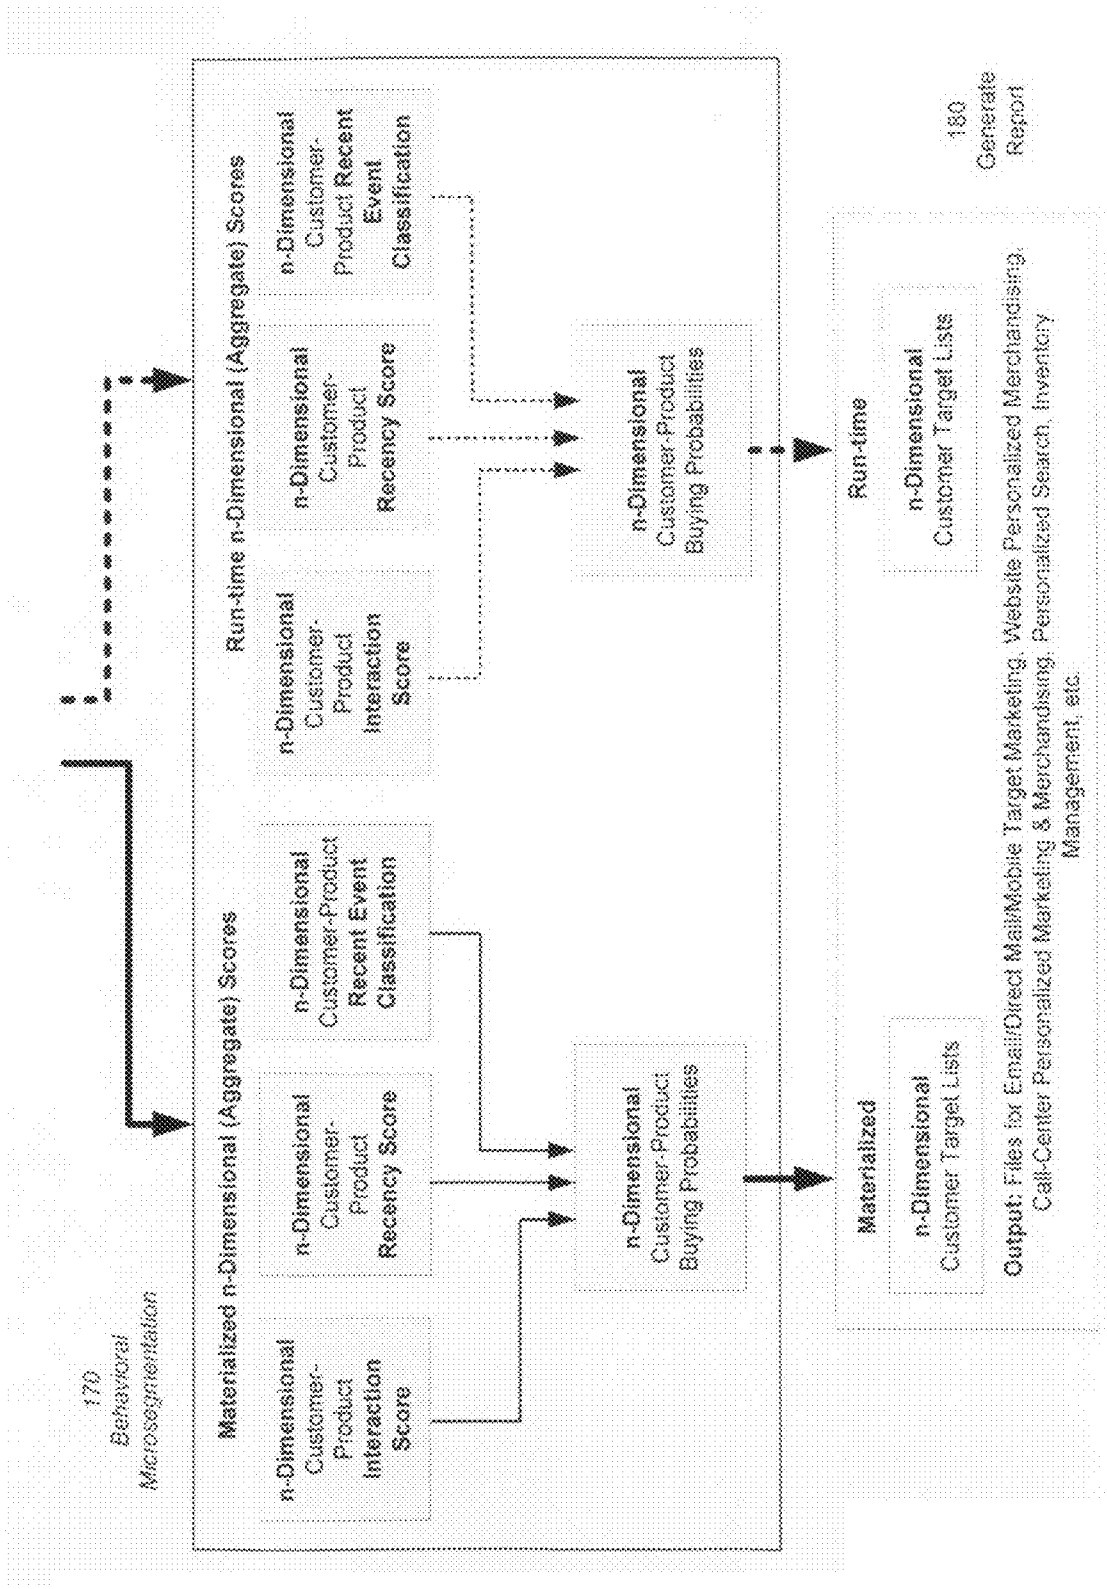 170
Behavioral
Microsegmentation
Materialized n-Dimensional (Aggregate) Scores
n-Dimensional
Customer-
Product
Interaction
Score
n-Dimensional
Customer-
Product
Recency Score
n-Dimensional
Customer-Product
Recent Event
Classification
n-Dimensional
Customer-Product
Buying Probabilities
Run-time n-Dimensional (Aggregate) Scores
n-Dimensional
Customer-
Product
Interaction
Score
n-Dimensional
Customer-
Product
Recency Score
n-Dimensional
Customer-
Product Recent
Event
Classification
n-Dimensional
Customer-Product
Buying Probabilities
Materialized
n-Dimensional
Customer Target Lists
Run-time
n-Dimensional
Customer Target Lists
Output: Files for Email/Direct Mail/Mobile Target Marketing, Website Personalized Merchandising,
Call-Center Personalized Marketing & Merchandising, Personalized Search, Inventory
Management, etc.
180
Generate
Report